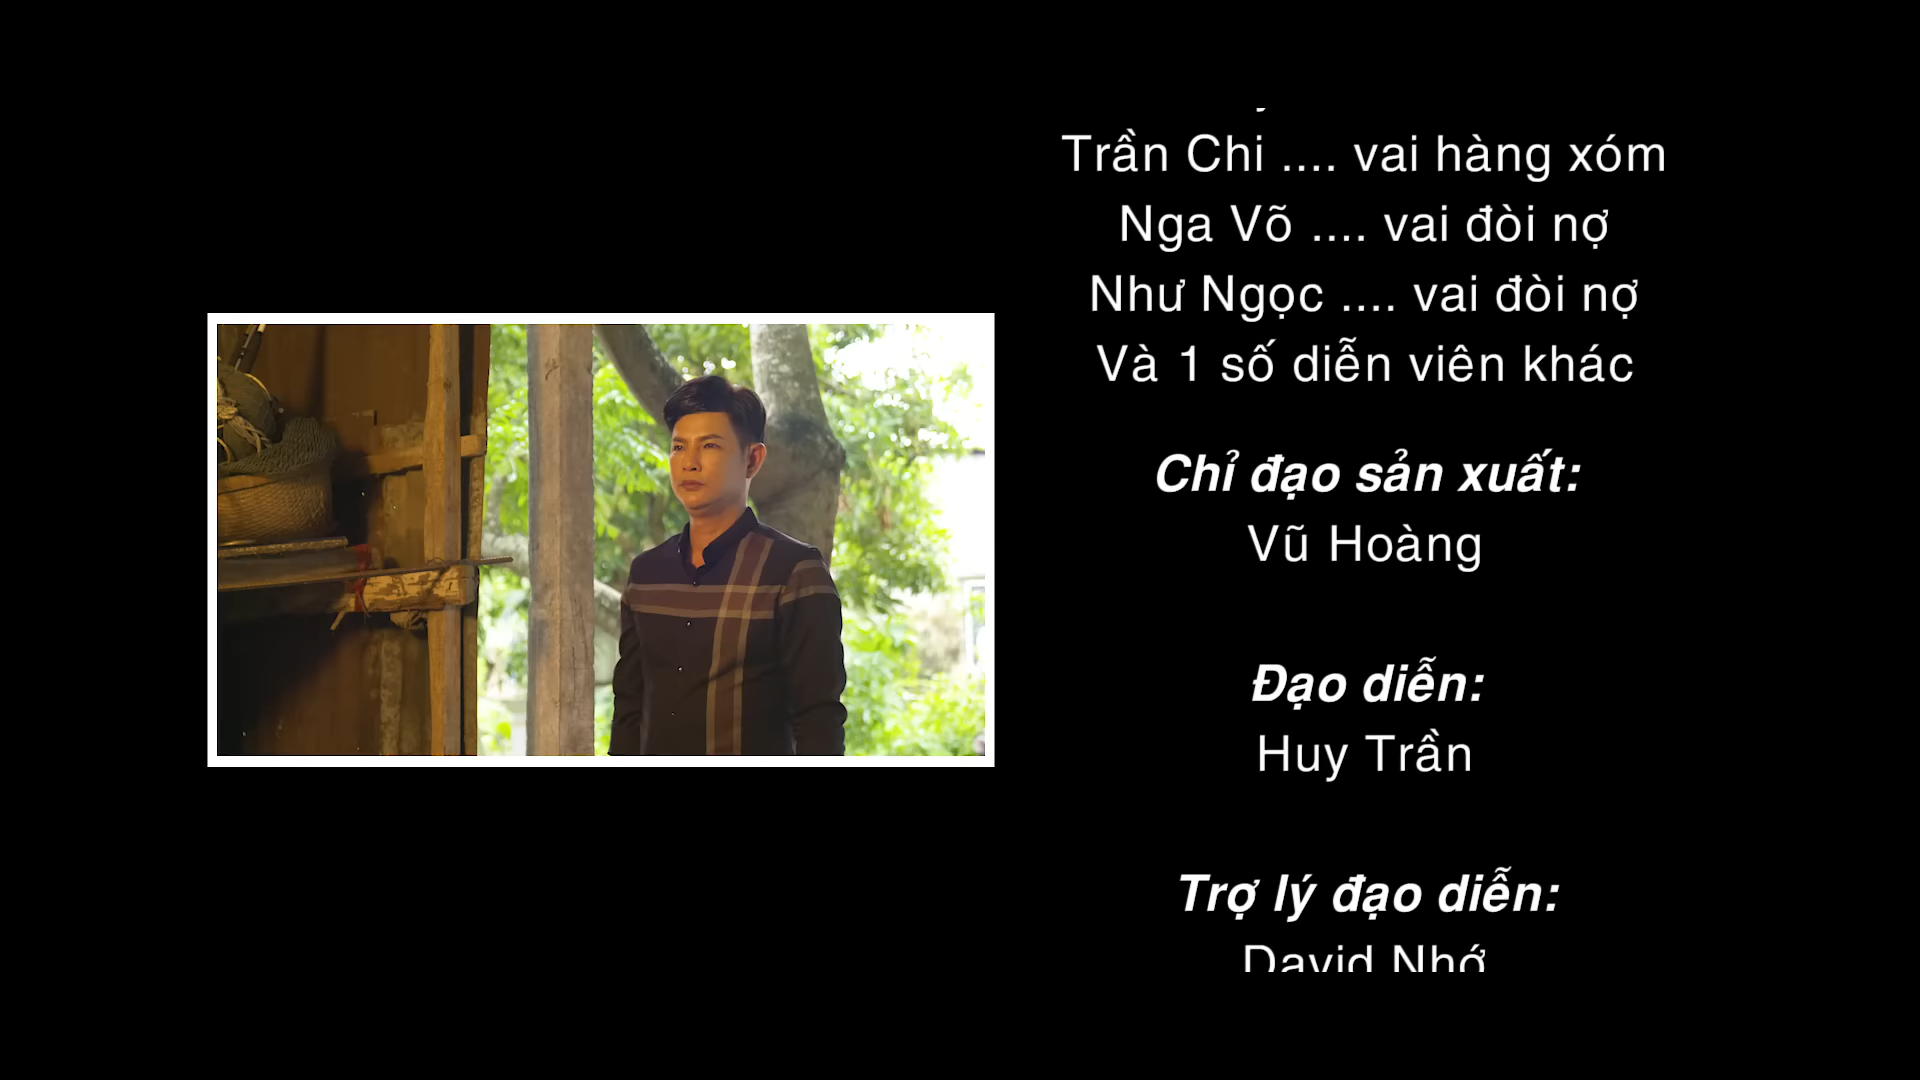 Trần Chi .... vai hàng xóm
Nga Võ .... vai đòi nợ
Như Ngọc .... vai đòi nợ
Và 1 số diễn viên khác
Chỉ đạo sản xuất:
Vũ Hoàng
Đạo diễn:
Huy Trần
Trợ lý đạo diễn:
David Nhớ